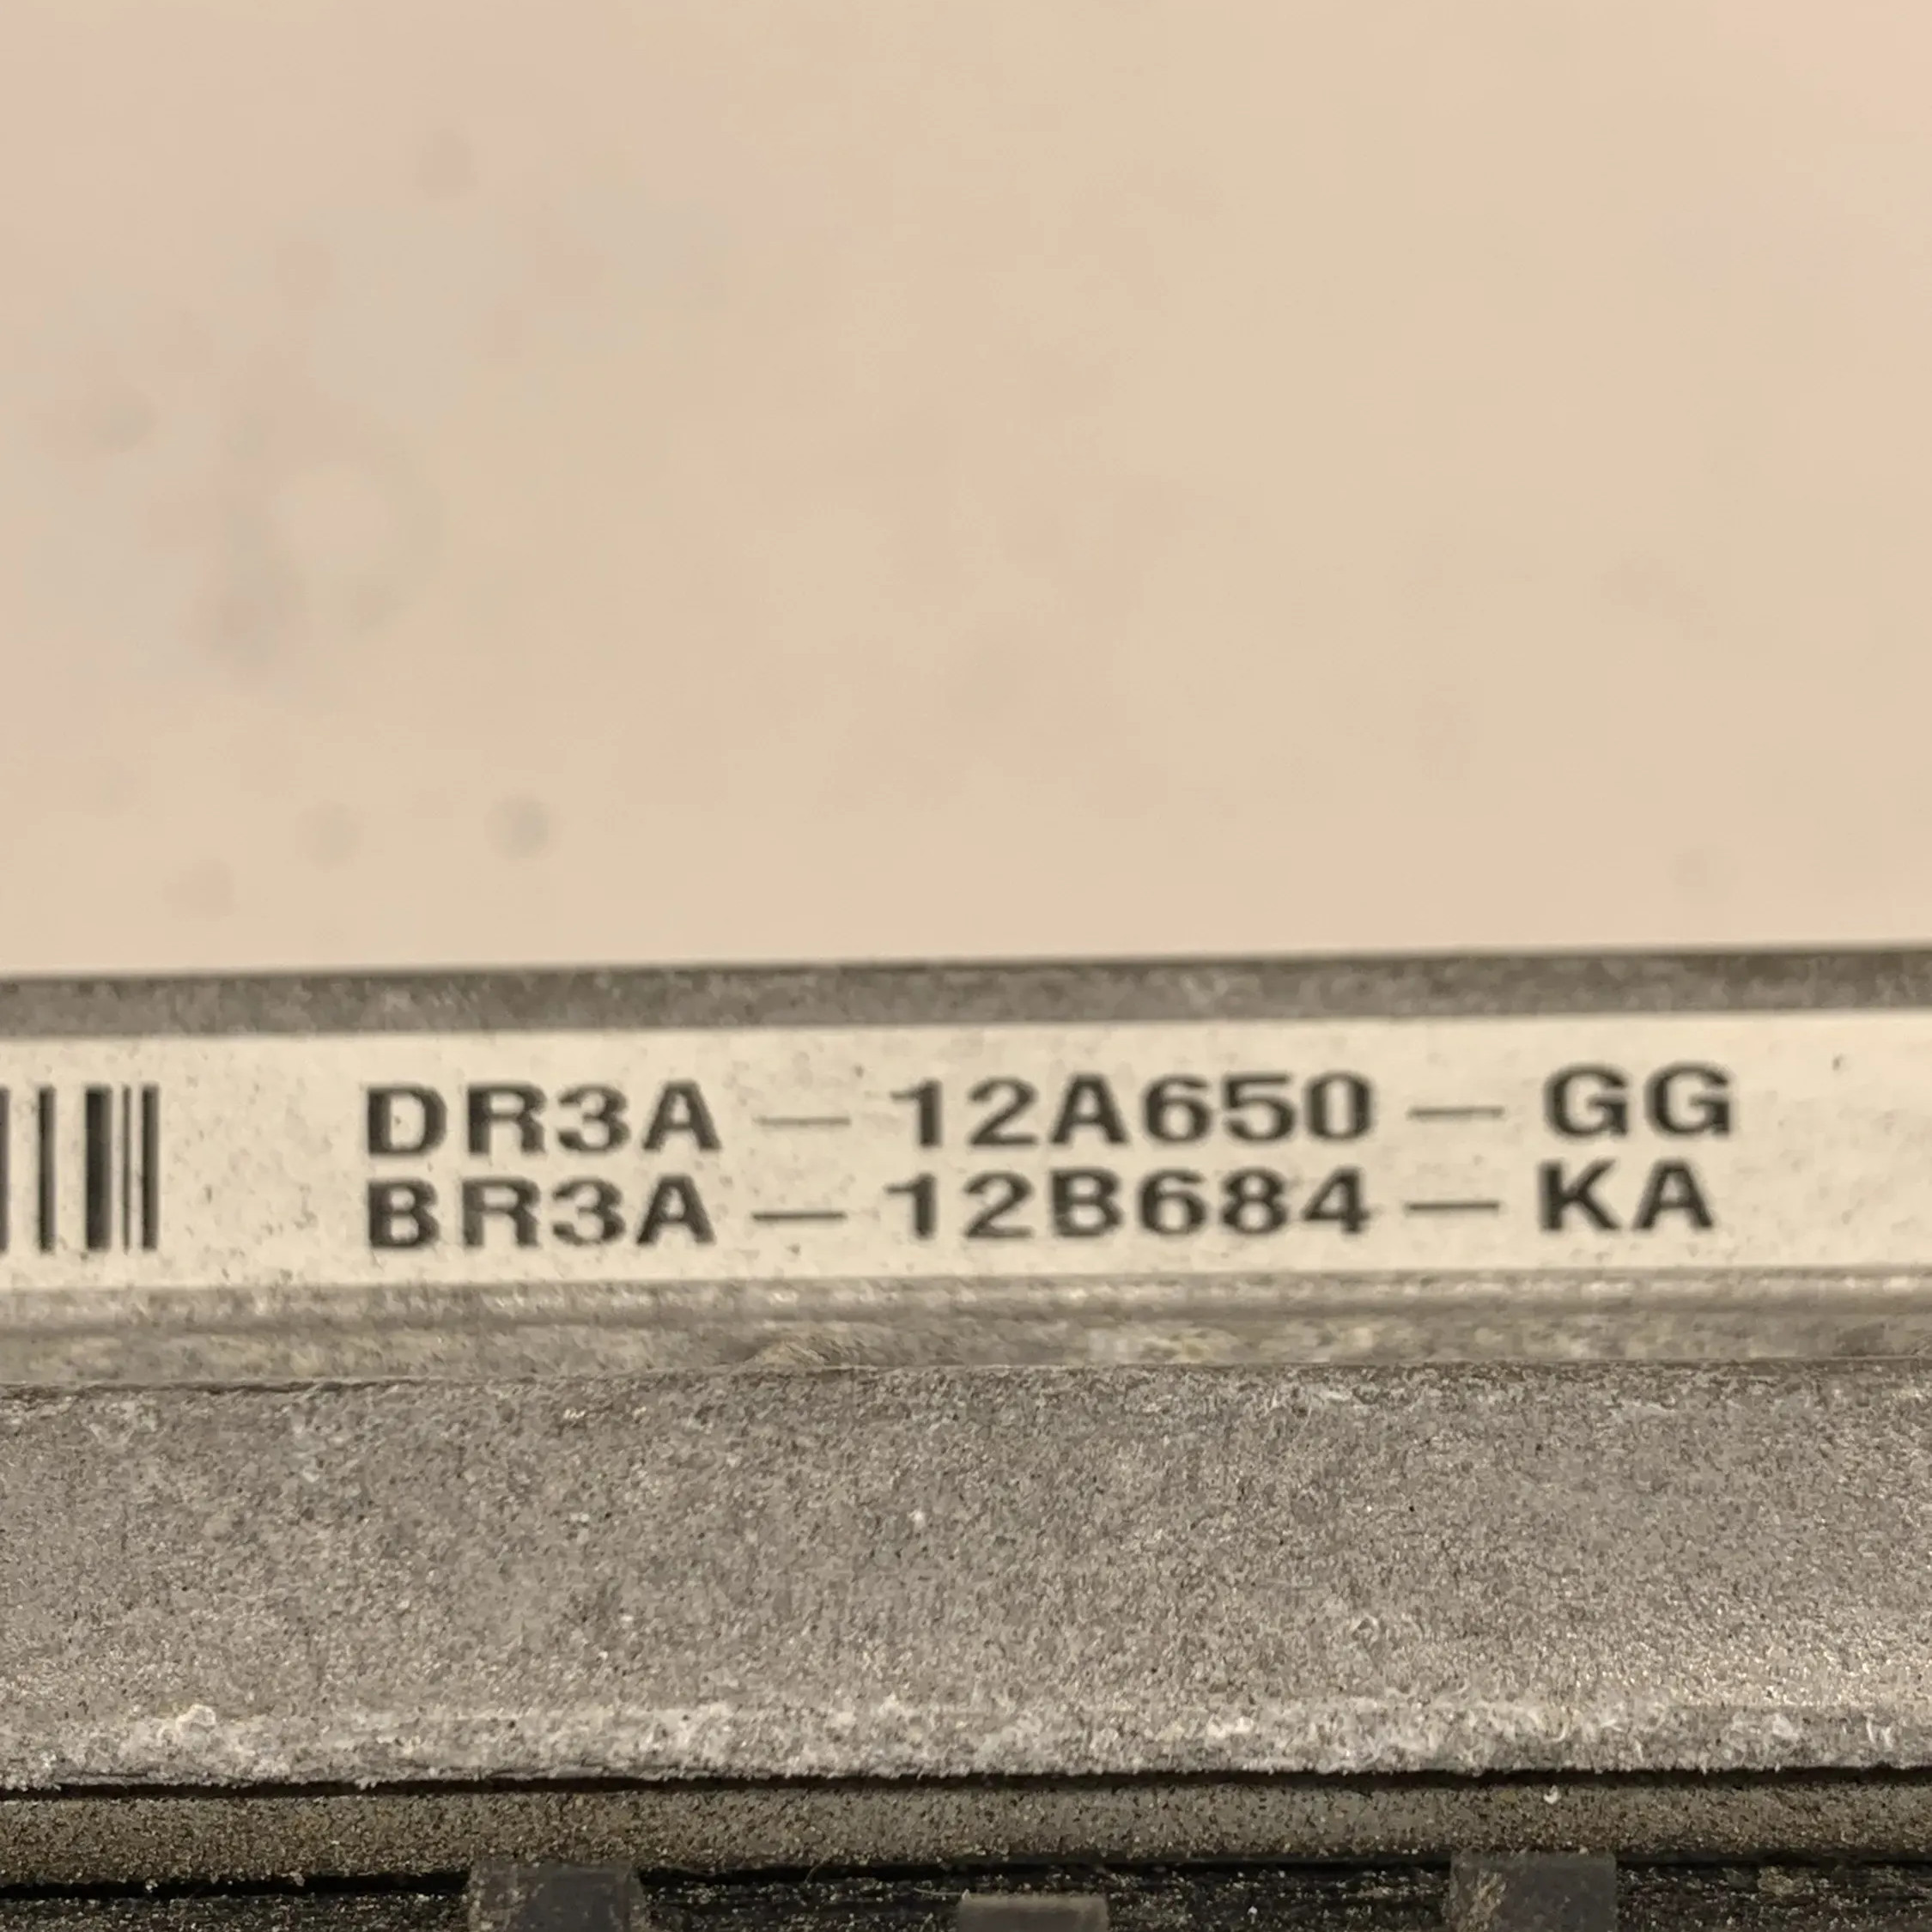 DR3A — 12A650 — GG
BR3A — 12B684 — KA